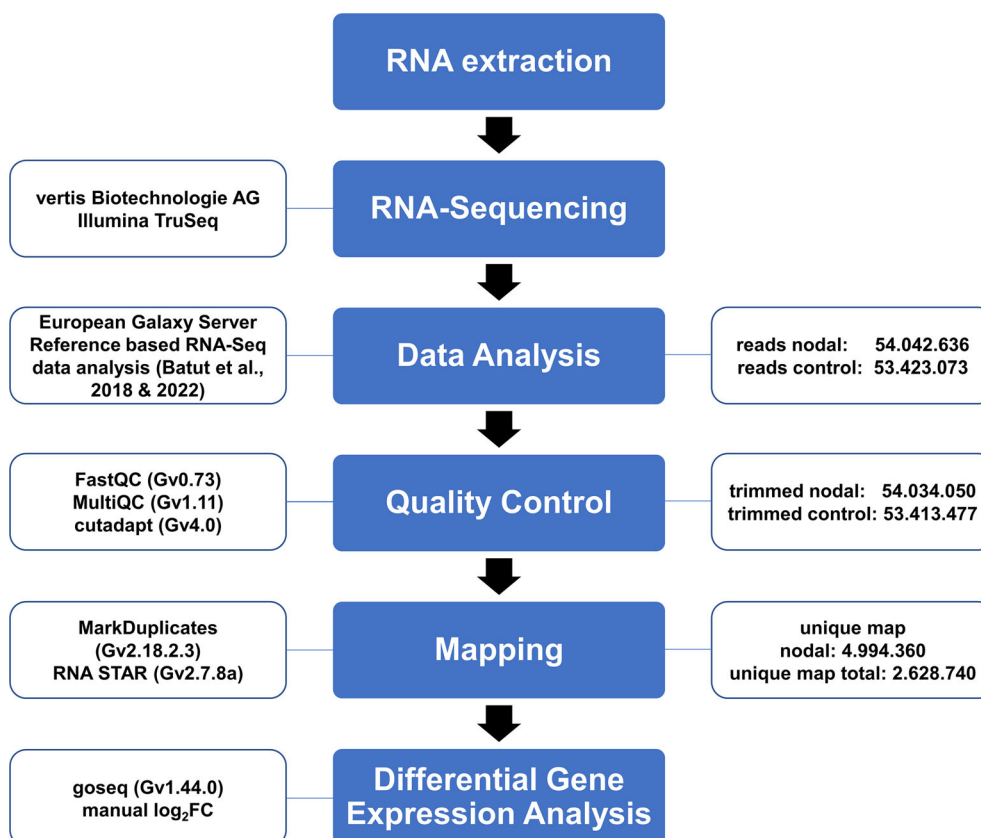 RNA extraction
vertis Biotechnologie AG
Illumina TruSeq
RNA-Sequencing
European Galaxy Server
Reference based RNA-Seq
data analysis (Batut et al.,
2018 & 2022)
Data Analysis
reads nodal: 54.042.636
reads control: 53.423.073
FastQC (Gv0.73)
MultiQC (Gv1.11)
cutadapt (Gv4.0)
Quality Control
trimmed nodal: 54.034.050
trimmed control: 53.413.477
MarkDuplicates
(Gv2.18.2.3)
RNA STAR (Gv2.7.8a)
Mapping
unique map
nodal: 4.994.360
unique map total: 2.628.740
goseq (Gv1.44.0)
manual log₂FC
Differential Gene
Expression Analysis